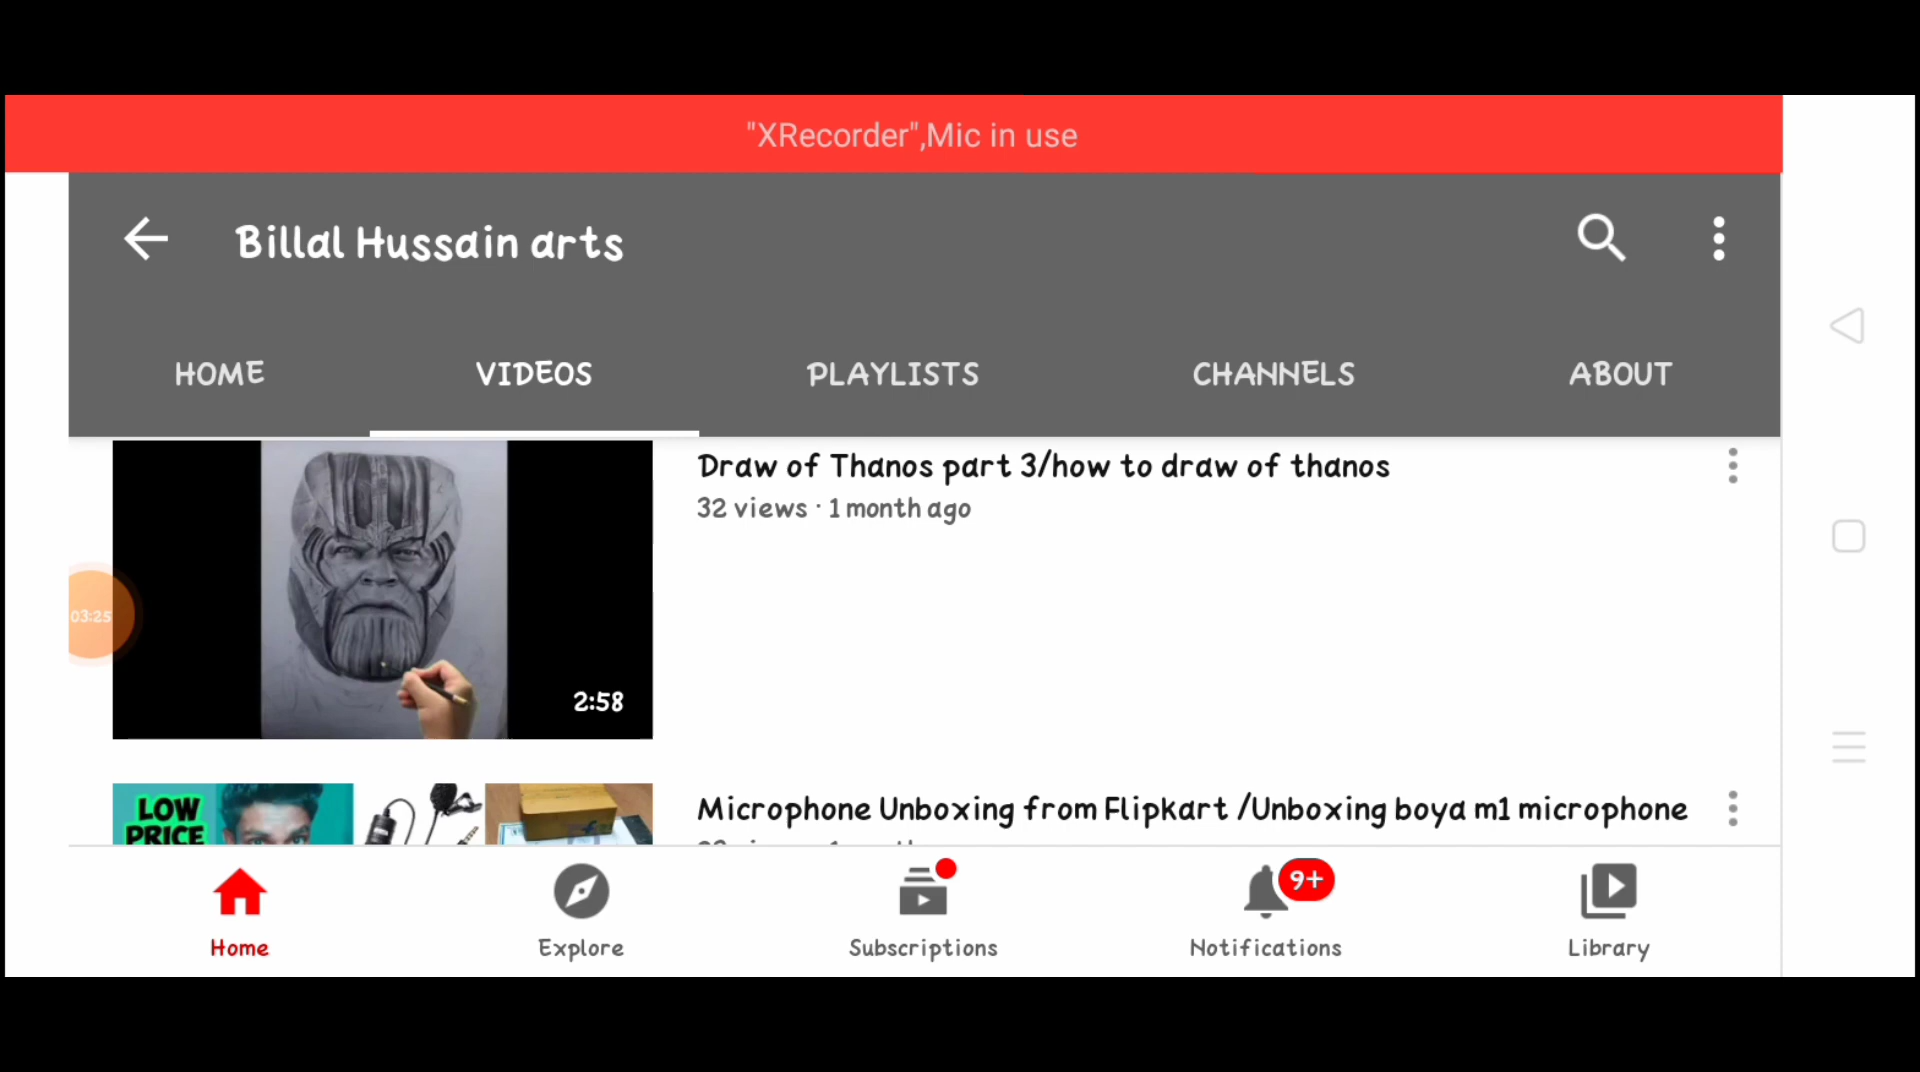 "XRecorder",Mic in use
Billal Hussain arts
HOME VIDEOS PLAYLISTS CHANNELS ABOUT
Draw of Thanos part 3/how to draw of thanos
32 views · 1 month ago
03:25
2:58
LOW
PRICE
Microphone Unboxing from Flipkart /Unboxing boya m1 microphone
9+
Home Explore Subscriptions Notifications Library